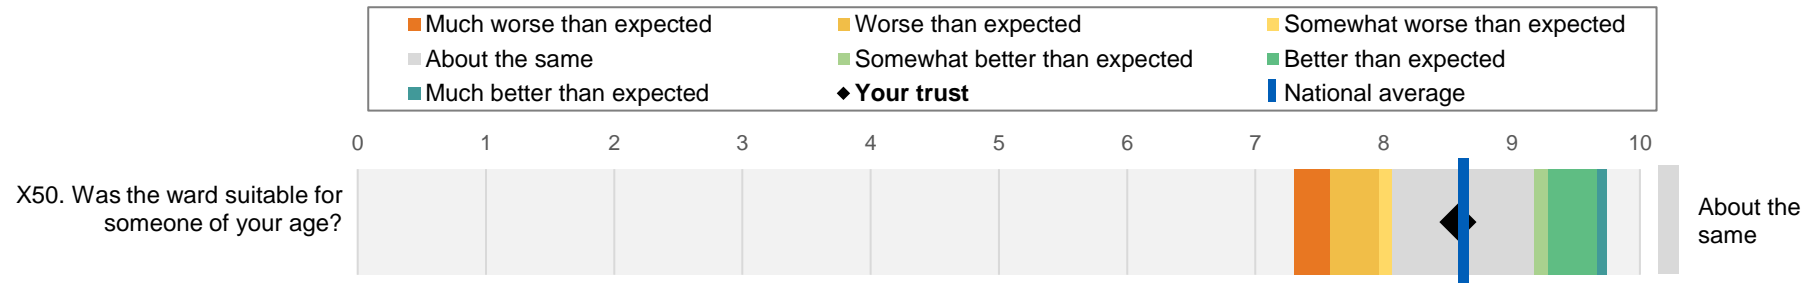 Much worse than expected
Worse than expected
Somewhat worse than expected
About the same
Somewhat better than expected
Better than expected
Much better than expected
Your trust
National average
0 1 2 3 4 5 6 7 8 9 10
X50. Was the ward suitable for
someone of your age?
About the
same